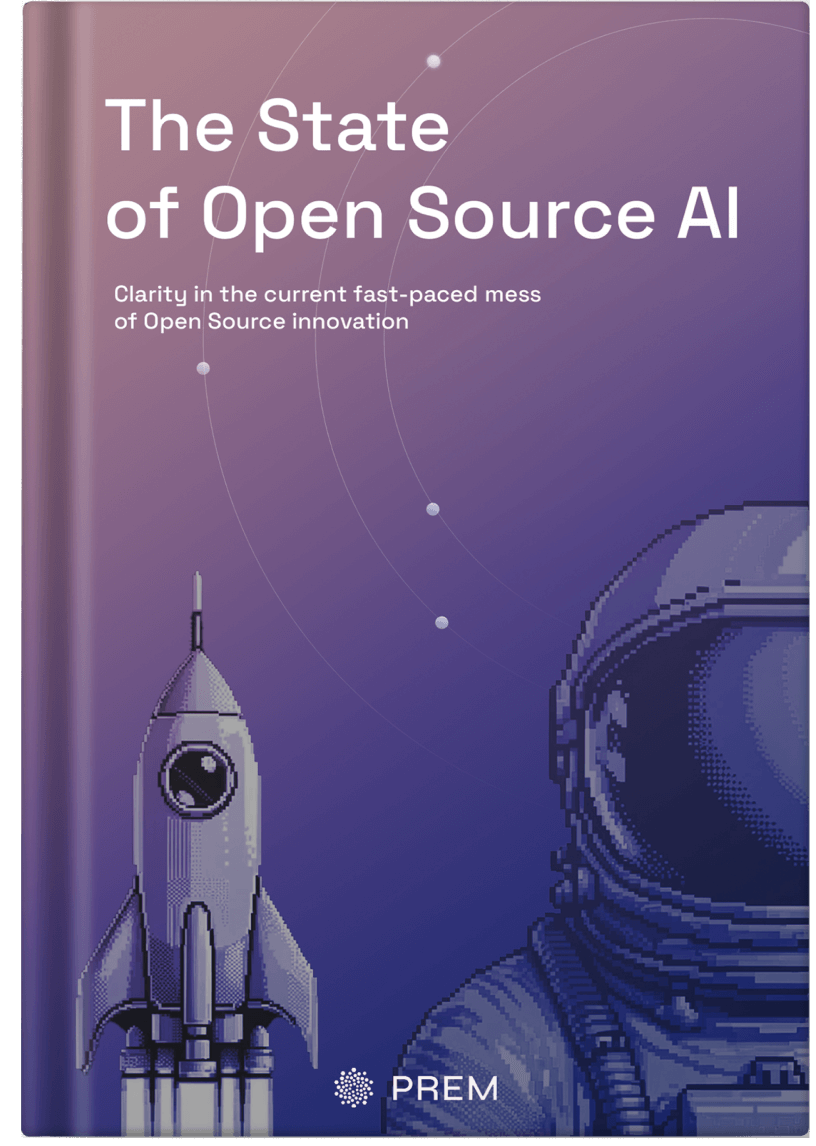 The State
of Open Source AI
Clarity in the current fast-paced mess
of Open Source innovation
PREM